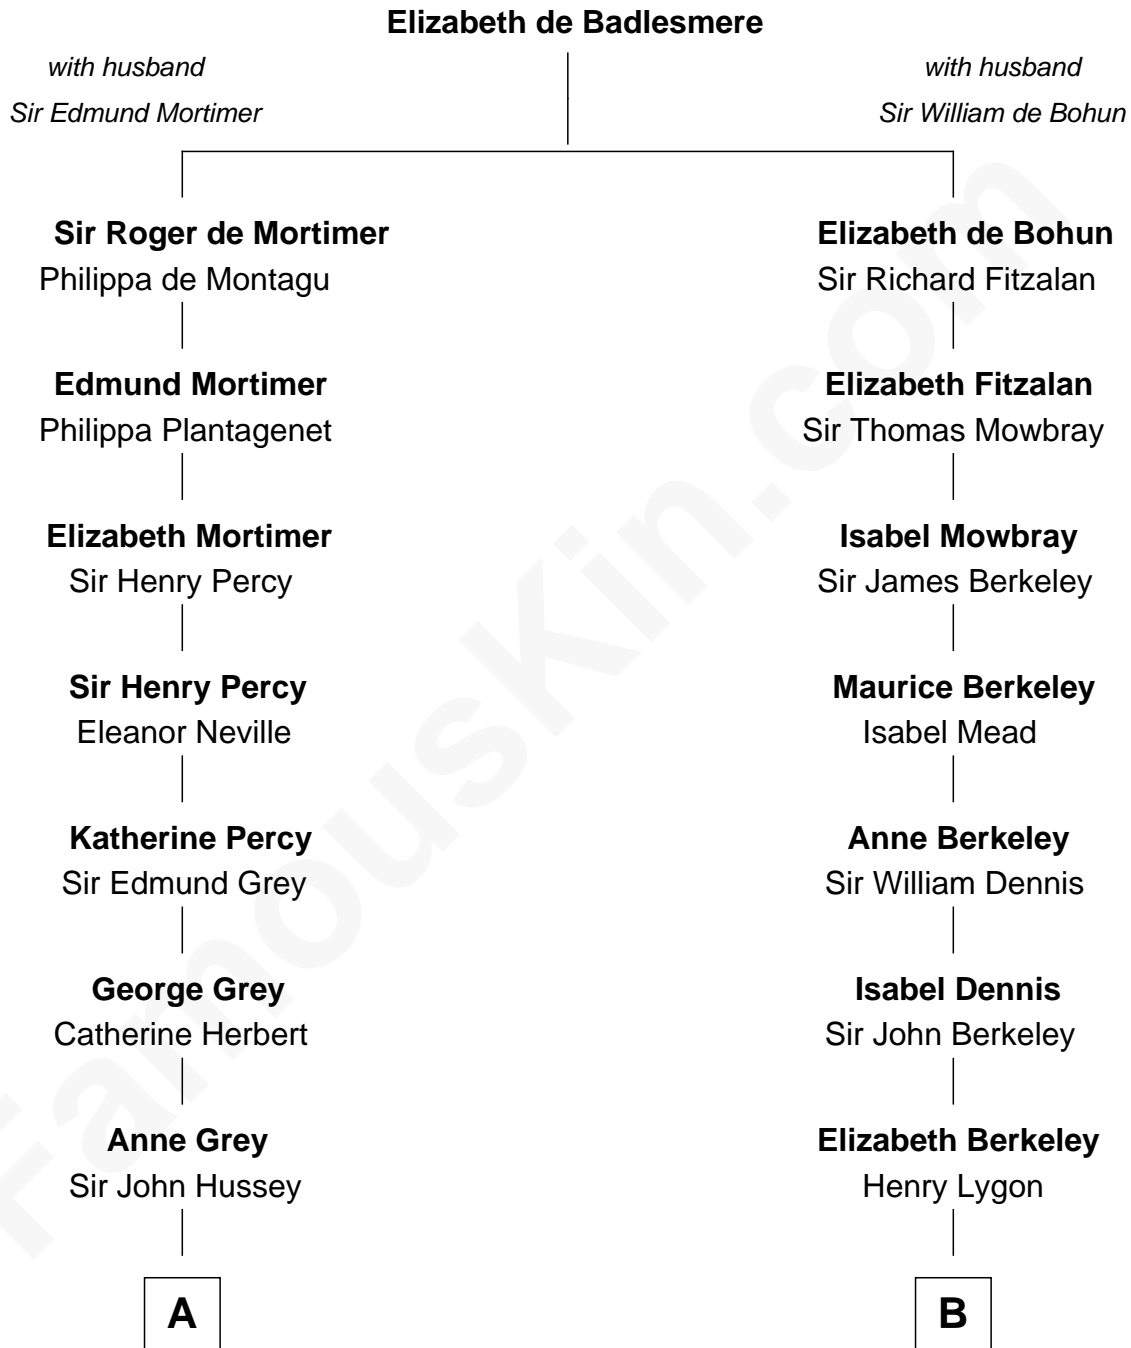 Elizabeth de Badlesmere
with husband
Sir Edmund Mortimer
with husband
Sir William de Bohun
Sir Roger de Mortimer
Philippa de Montagu
Elizabeth de Bohun
Sir Richard Fitzalan
Edmund Mortimer
Philippa Plantagenet
Elizabeth Fitzalan
Sir Thomas Mowbray
Elizabeth Mortimer
Sir Henry Percy
Isabel Mowbray
Sir James Berkeley
Sir Henry Percy
Eleanor Neville
Maurice Berkeley
Isabel Mead
Katherine Percy
Sir Edmund Grey
Anne Berkeley
Sir William Dennis
George Grey
Catherine Herbert
Isabel Dennis
Sir John Berkeley
Anne Grey
Sir John Hussey
Elizabeth Berkeley
Henry Lygon
A
B
FamousKin.com